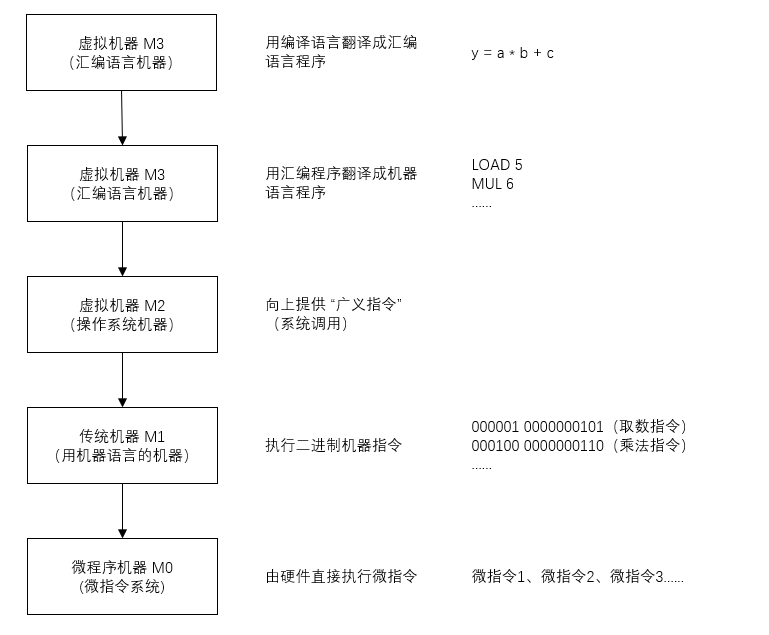 虚拟机器 M3
（汇编语言机器）
用编译语言翻译成汇编
语言程序
y = a * b + c
虚拟机器 M3
（汇编语言机器）
用汇编程序翻译成机器
语言程序
LOAD 5
MUL 6
......
虚拟机器 M2
（操作系统机器）
向上提供 “广义指令”
（系统调用）
传统机器 M1
（用机器语言的机器）
执行二进制机器指令
000001 0000000101（取数指令）
000100 0000000110（乘法指令）
......
微程序机器 M0
(微指令系统)
由硬件直接执行微指令
微指令1、微指令2、微指令3......